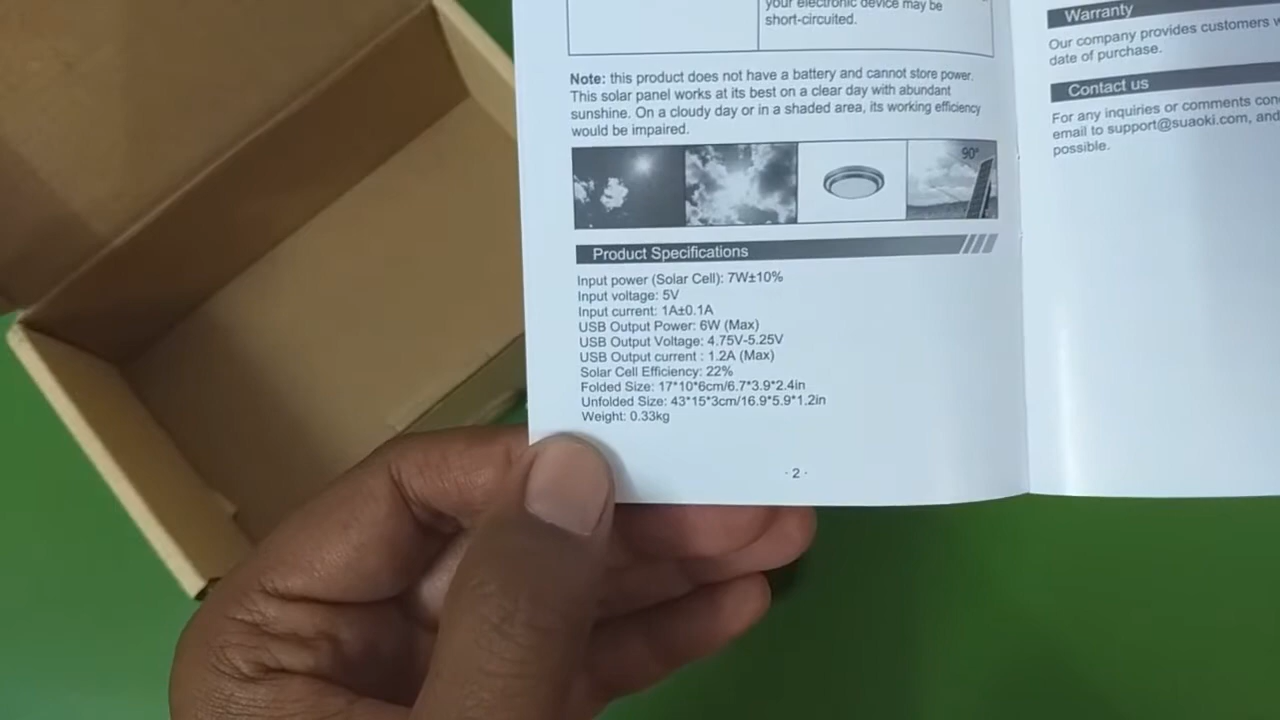 your electronic device may be
short-circuited.
Note: this product does not have a battery and cannot store power.
This solar panel works at its best on a clear day with abundant
sunshine. On a cloudy day or in a shaded area, its working efficiency
would be impaired.
90°
Product Specifications
Input power (Solar Cell): 7W±10%
Input voltage: 5V
Input current: 1A±0.1A
USB Output Power: 6W (Max)
USB Output Voltage: 4.75V-5.25V
USB Output current : 1.2A (Max)
Solar Cell Efficiency: 22%
Folded Size: 17*10*6cm/6.7*3.9*2.4in
Unfolded Size: 43*15*3cm/16.9*5.9*1.2in
Weight: 0.33kg
· 2 ·
Warranty
Our company provides customers
date of purchase.
Contact us
For any inquiries or comments
email to support@suaoki.com, and
possible.